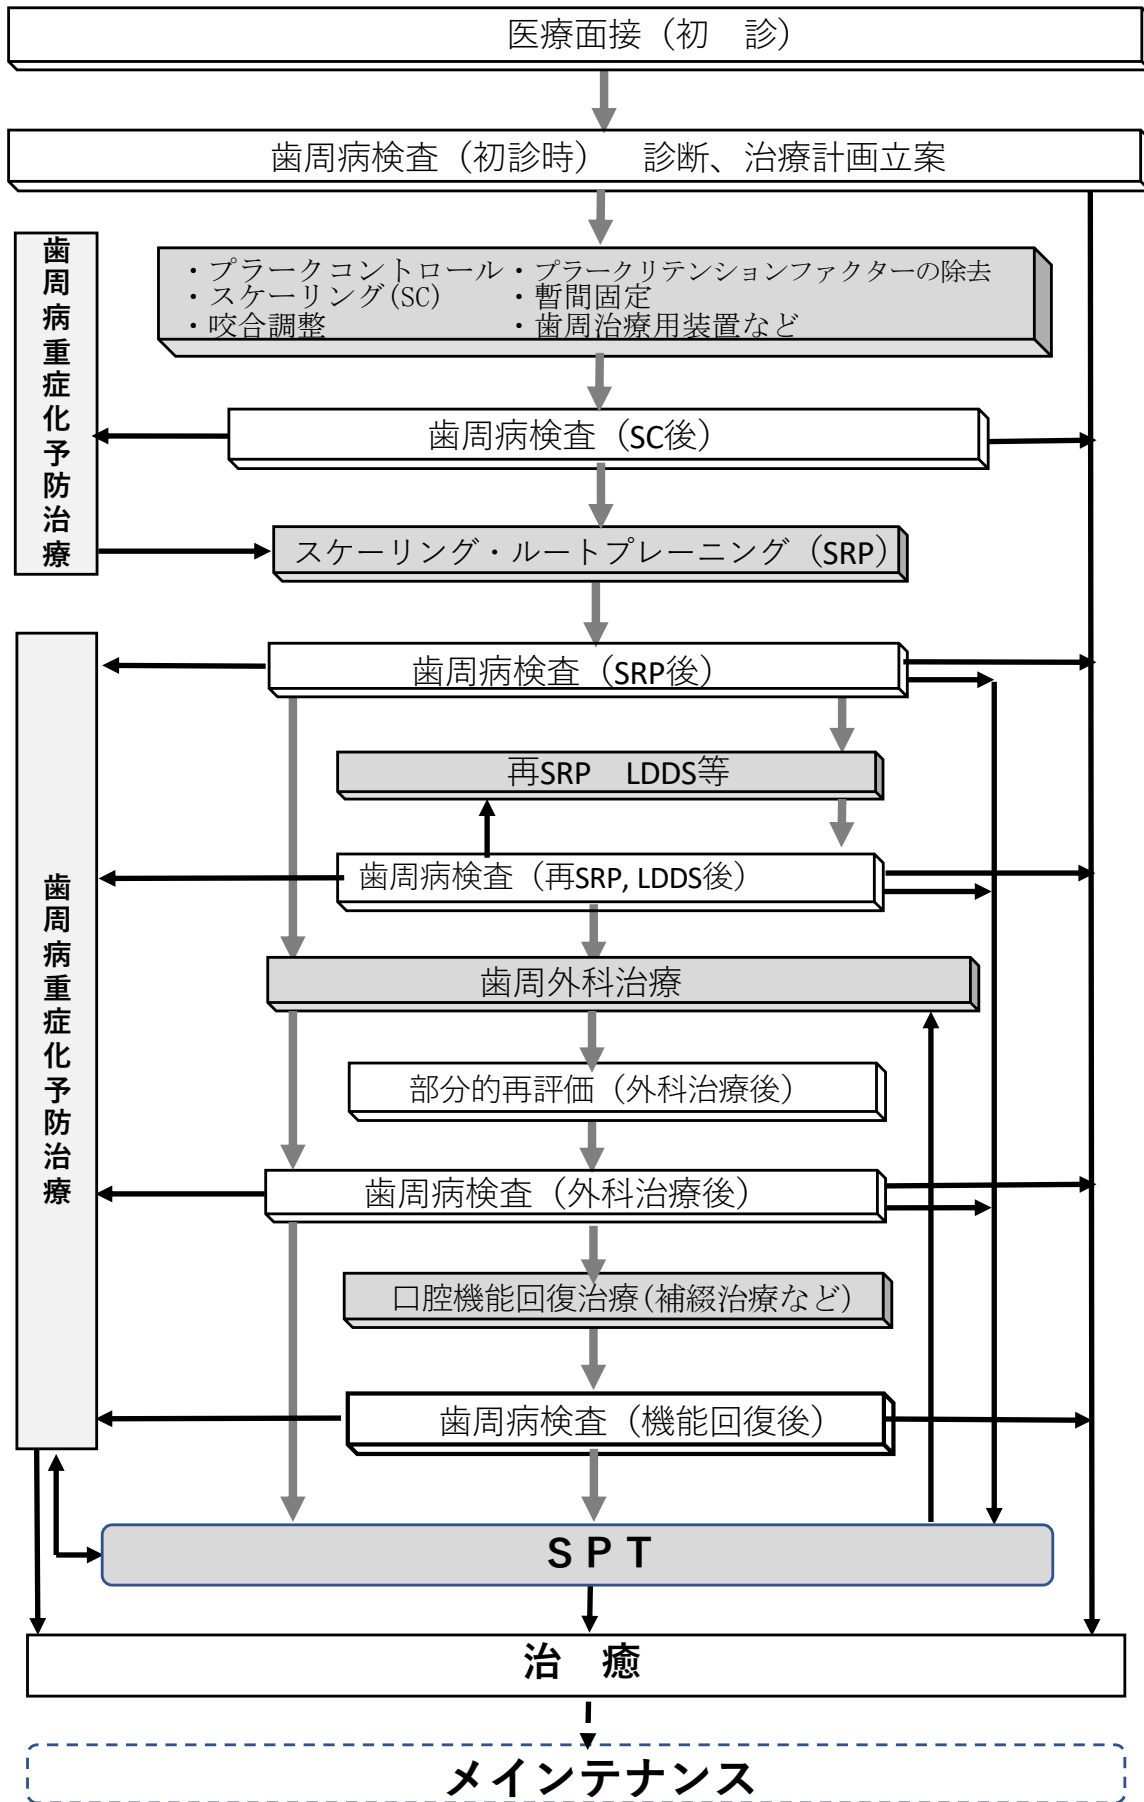 医療面接（初　診）
歯周病検査（初診時）　診断、治療計画立案
歯周病重症化予防治療
・プラークコントロール・プラークリテンションファクターの除去
・スケーリング(SC)　　・暫間固定
・咬合調整　　　　　　・歯周治療用装置など
歯周病検査（SC後）
スケーリング・ルートプレーニング（SRP）
歯周病重症化予防治療
歯周病検査（SRP後）
再SRP　LDDS等
歯周病検査（再SRP, LDDS後）
歯周外科治療
部分的再評価（外科治療後）
歯周病検査（外科治療後）
口腔機能回復治療(補綴治療など)
歯周病検査（機能回復後）
ＳＰＴ
治　癒
メインテナンス